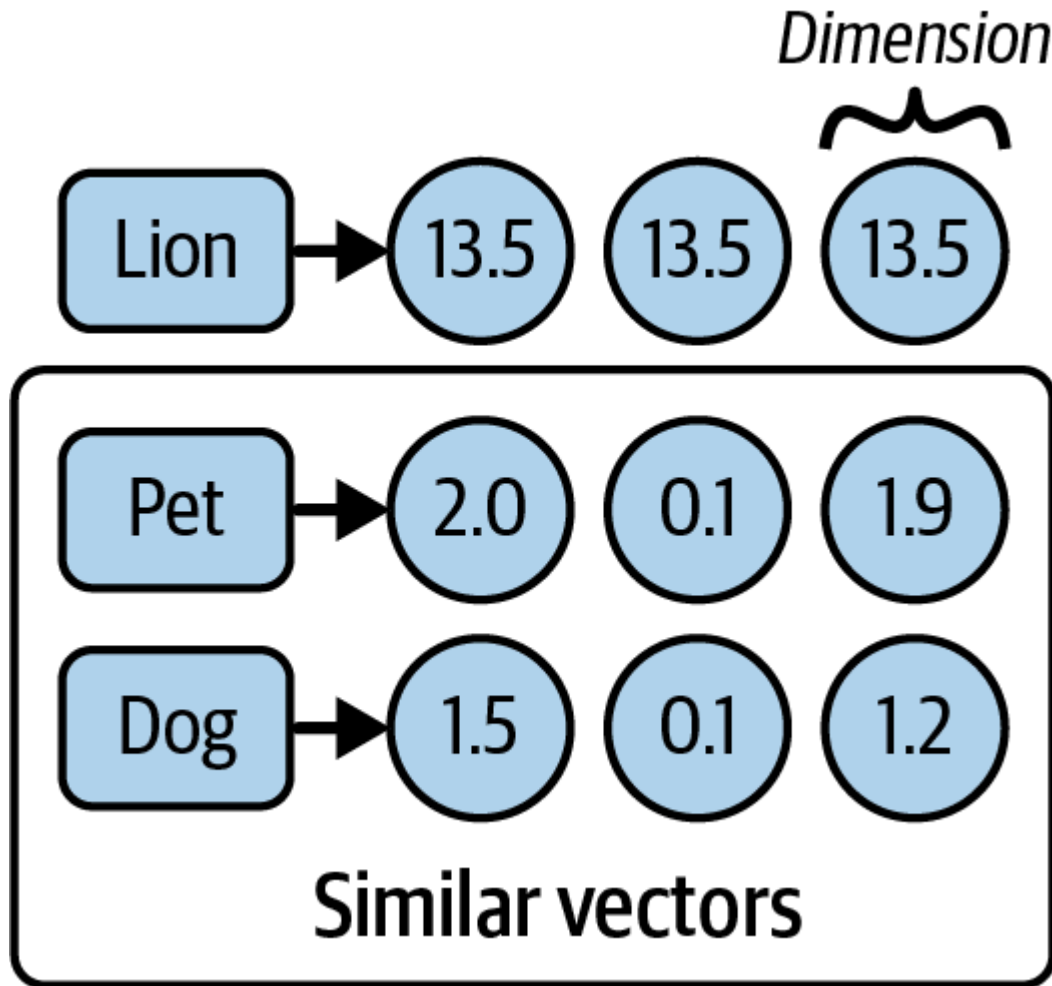 Dimension
Lion 13.5 13.5 13.5
Pet 2.0 0.1 1.9
Dog 1.5 0.1 1.2
Similar vectors